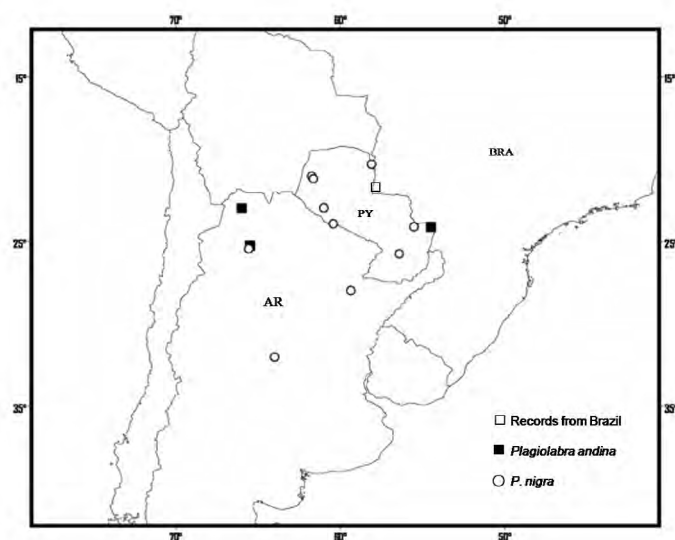 70° 60° 50°
15° 15°
BRA
PY
25° 25°
AR
35° 35°
Records from Brazil
Plagiolabra andina
P. nigra
70° 60° 50°